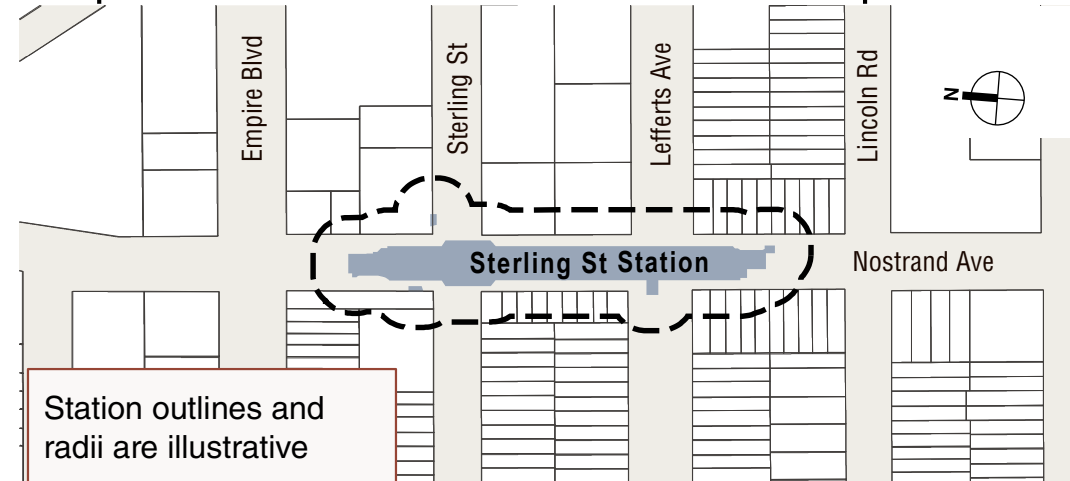 Empire Blvd
Sterling St
Lefferts Ave
Lincoln Rd
N
Sterling St Station
Nostrand Ave
Station outlines and
radii are illustrative